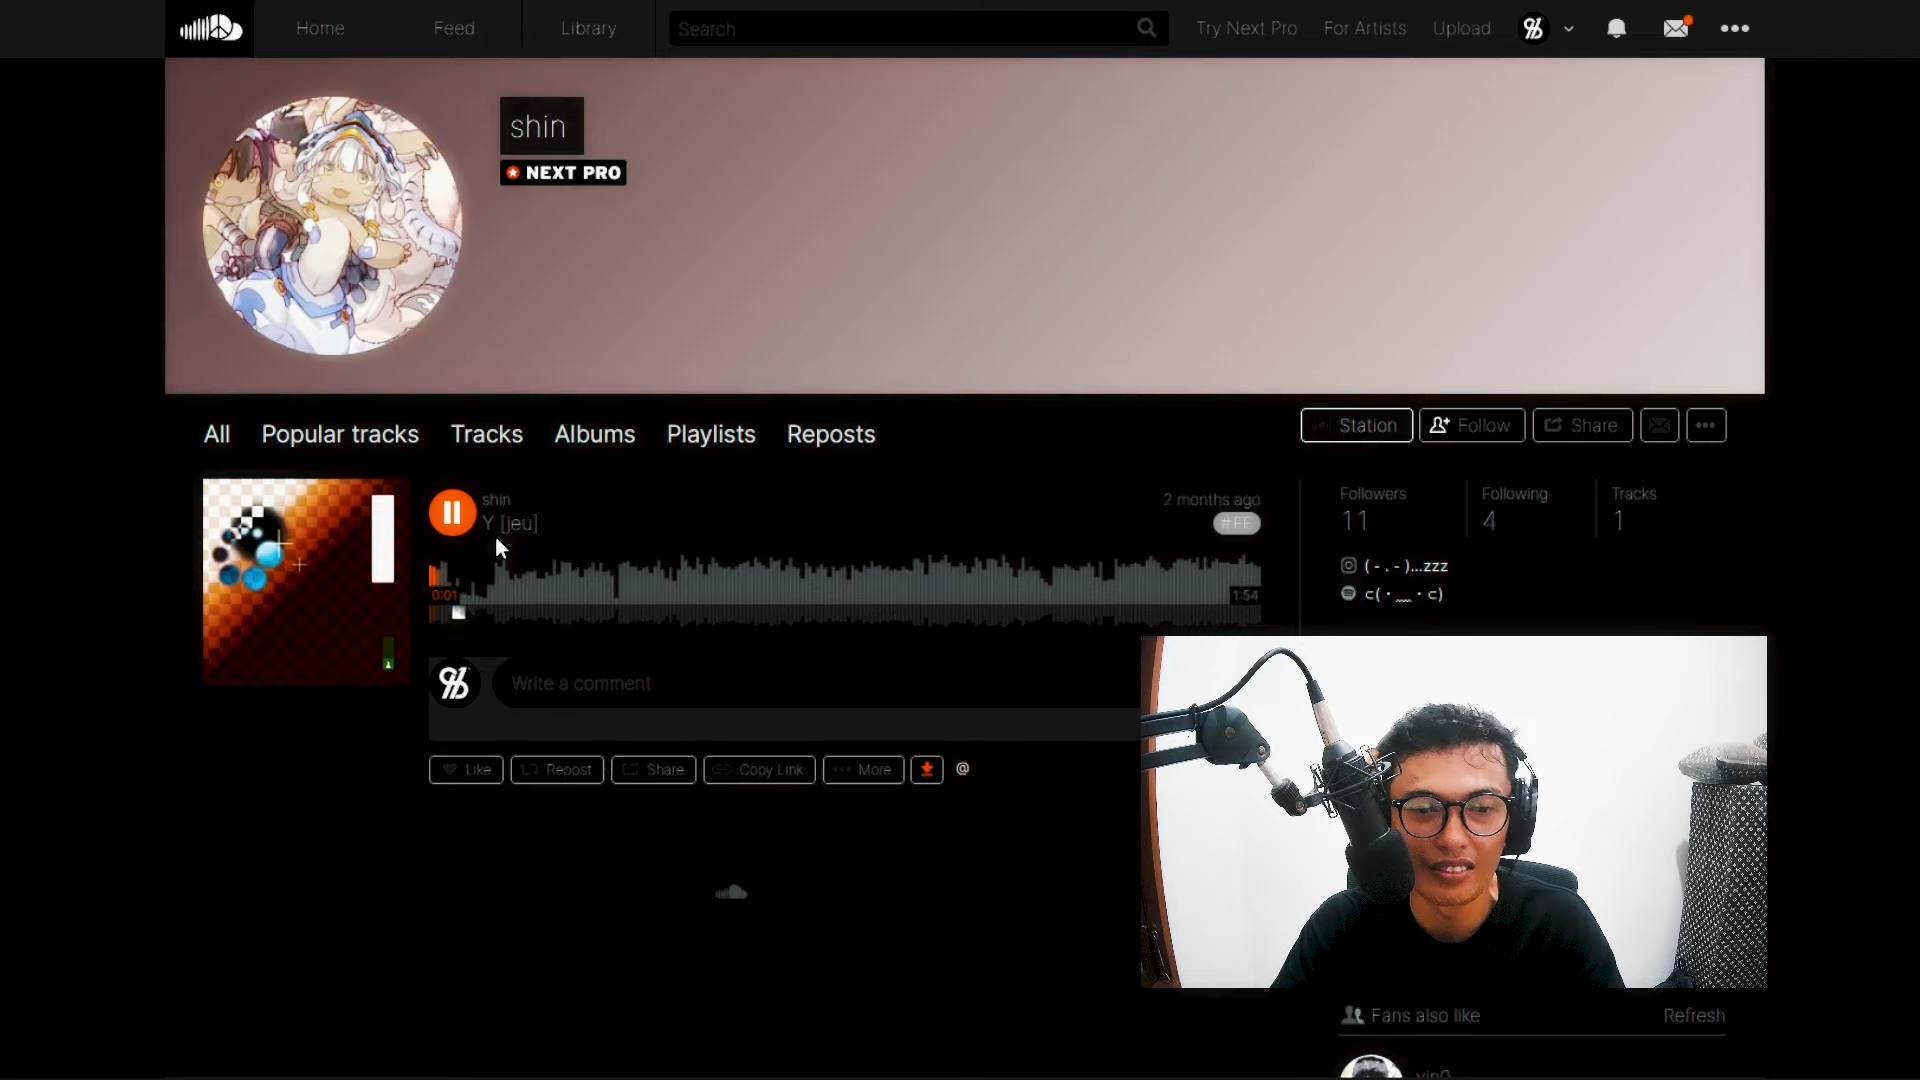 Home
Feed
Library
Search
Try Next Pro
For Artists
Upload
shin
NEXT PRO
All
Popular tracks
Tracks
Albums
Playlists
Reposts
Station
Follow
Share
shin
Y [jeu]
2 months ago
0:01
1:54
Followers
11
Following
4
Tracks
1
(-.-)...zzz
Write a comment
Like
Repost
Share
Copy Link
More
@
Fans also like
Refresh